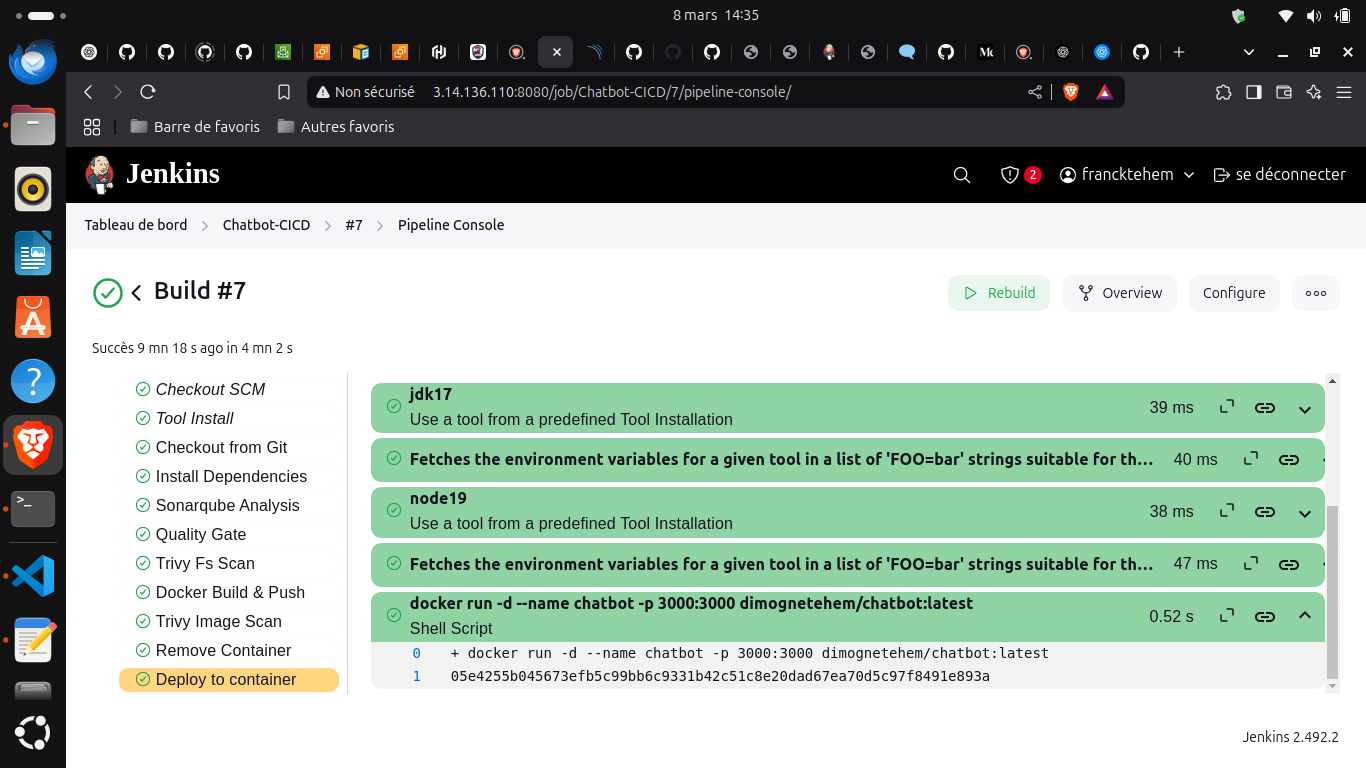 8 mars 14:35
Non sécurisé 3.14.136.110:8080/job/Chatbot-CICD/7/pipeline-console/
Barre de favoris Autres favoris
Jenkins 2 francktehem se déconnecter
Tableau de bord Chatbot-CICD #7 Pipeline Console
Build #7 Rebuild Overview Configure
Succès 9 mn 18 s ago in 4 mn 2 s
Checkout SCM
Tool Install
Checkout from Git
Install Dependencies
Sonarqube Analysis
Quality Gate
Trivy Fs Scan
Docker Build & Push
Trivy Image Scan
Remove Container
Deploy to container
jdk17
Use a tool from a predefined Tool Installation 39 ms
Fetches the environment variables for a given tool in a list of 'FOO=bar' strings suitable for th… 40 ms
node19
Use a tool from a predefined Tool Installation 38 ms
Fetches the environment variables for a given tool in a list of 'FOO=bar' strings suitable for th… 47 ms
docker run -d --name chatbot -p 3000:3000 dimognetehem/chatbot:latest
Shell Script 0.52 s
0 + docker run -d --name chatbot -p 3000:3000 dimognetehem/chatbot:latest
1 05e4255b045673efb5c99bb6c9331b42c51c8e20dad67ea70d5c97f8491e893a
Jenkins 2.492.2